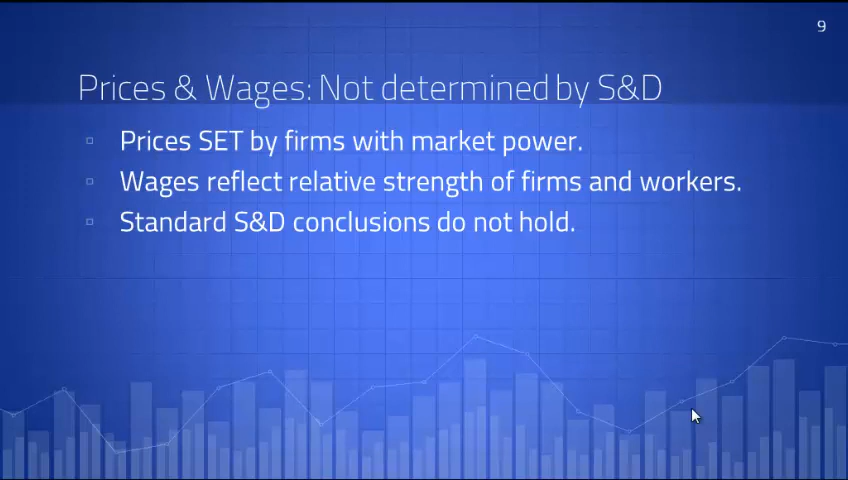 9
Prices & Wages: Not determined by S&D
Prices SET by firms with market power.
Wages reflect relative strength of firms and workers.
Standard S&D conclusions do not hold.